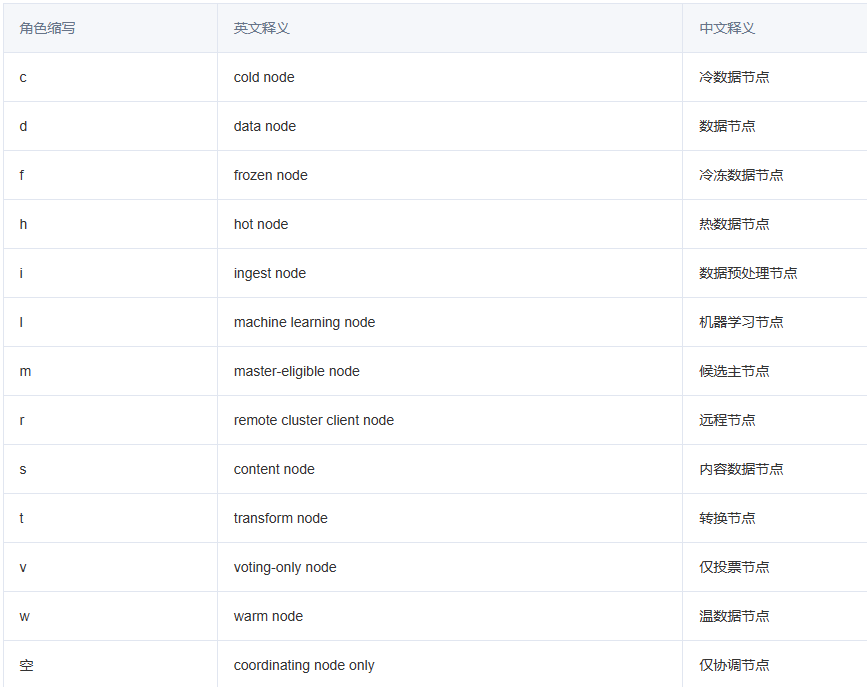 角色缩写 英文释义 中文释义
c cold node 冷数据节点
d data node 数据节点
f frozen node 冷冻数据节点
h hot node 热数据节点
i ingest node 数据预处理节点
l machine learning node 机器学习节点
m master-eligible node 候选主节点
r remote cluster client node 远程节点
s content node 内容数据节点
t transform node 转换节点
v voting-only node 仅投票节点
w warm node 温数据节点
空 coordinating node only 仅协调节点